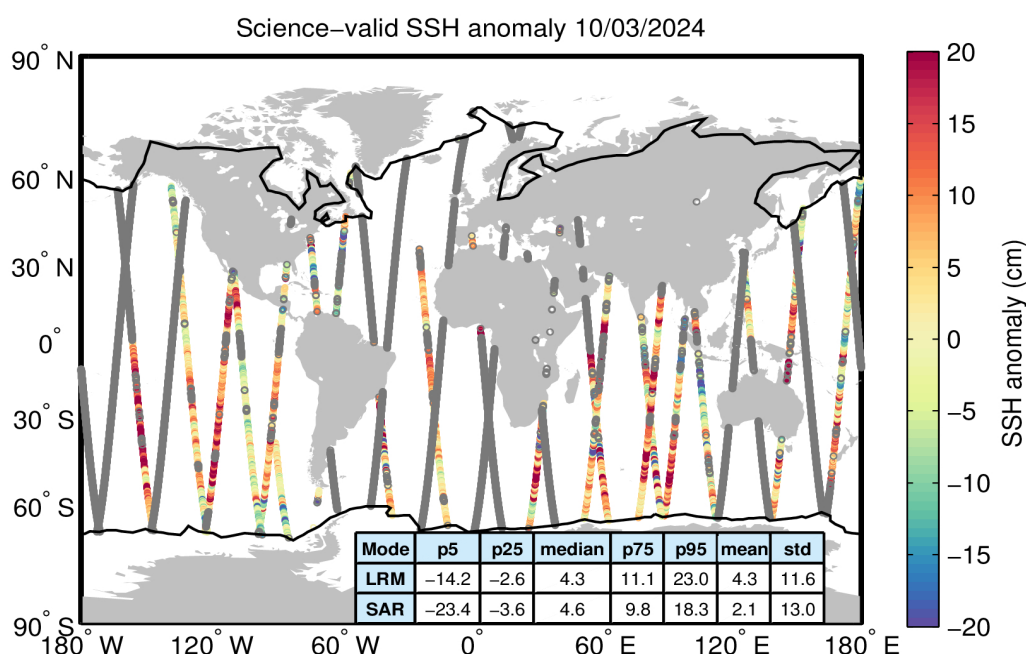 Science−valid SSH anomaly 10/03/2024
90° N
60° N
30° N
0°
30° S
60° S
90° S
180° W
120° W
60° W
0°
60° E
120° E
180° E
Mode p5 p25 median p75 p95 mean std
LRM −14.2 −2.6 4.3 11.1 23.0 4.3 11.6
SAR −23.4 −3.6 4.6 9.8 18.3 2.1 13.0
20
15
10
5
0
−5
−10
−15
−20
SSH anomaly (cm)